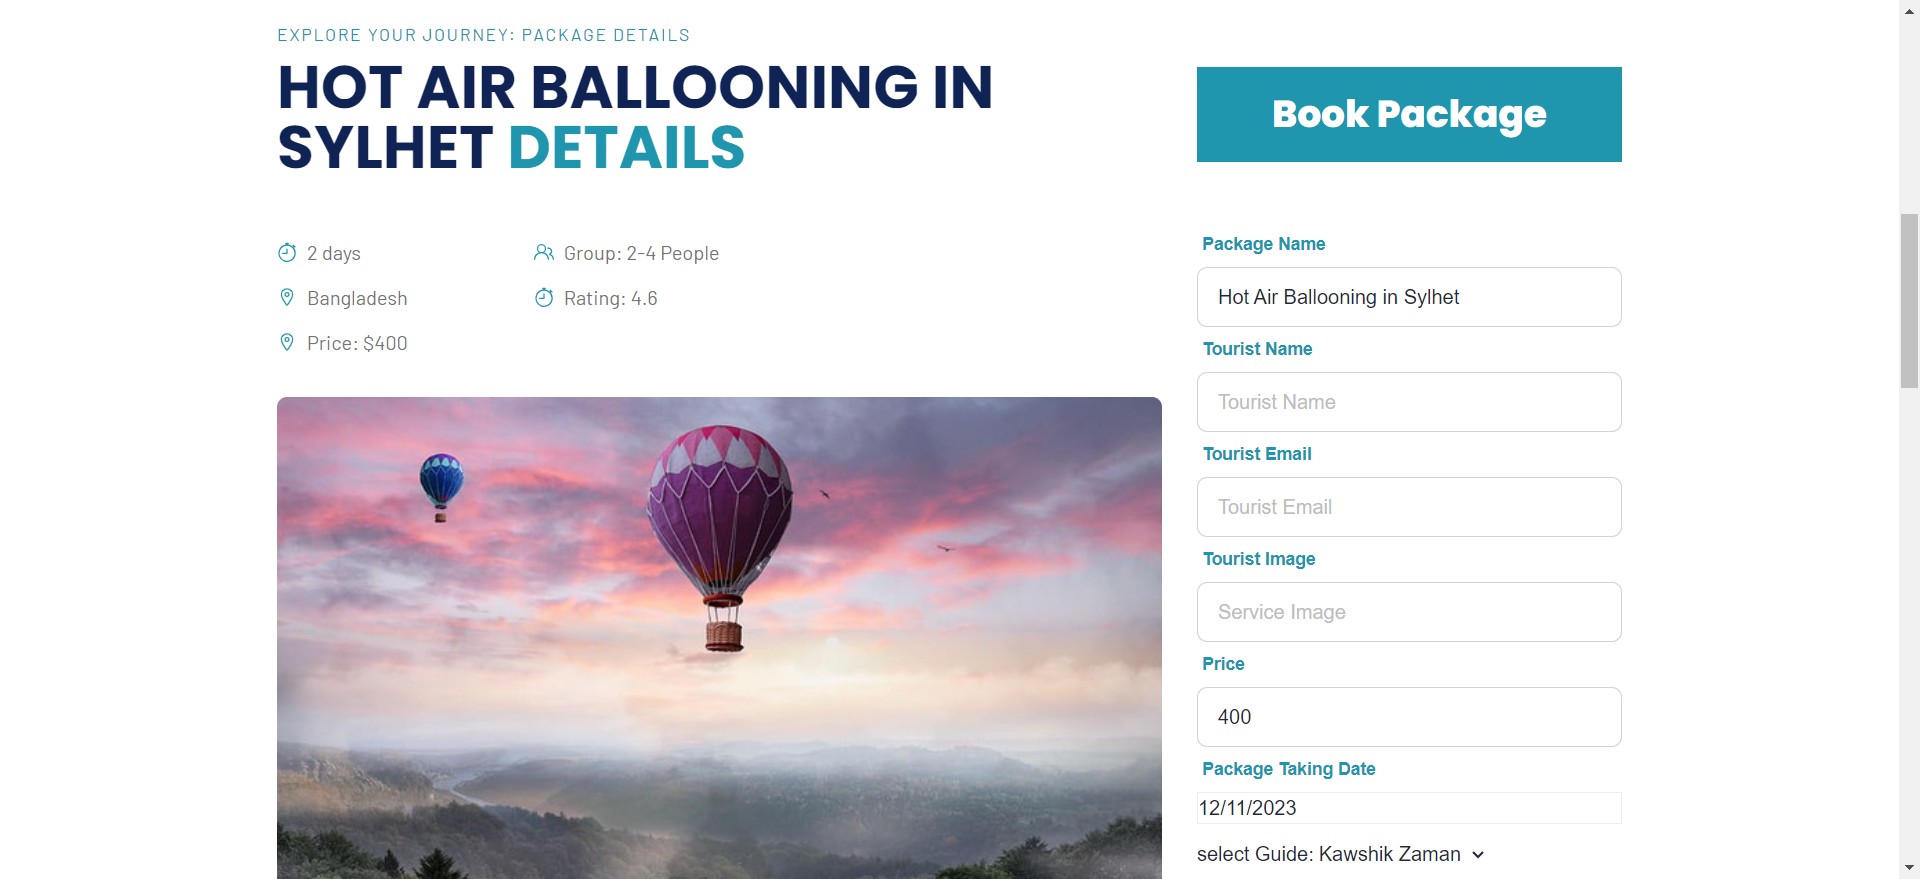 EXPLORE YOUR JOURNEY: PACKAGE DETAILS
HOT AIR BALLOONING IN
SYLHET DETAILS
2 days
Group: 2-4 People
Bangladesh
Rating: 4.6
Price: $400
Book Package
Package Name
Hot Air Ballooning in Sylhet
Tourist Name
Tourist Name
Tourist Email
Tourist Email
Tourist Image
Service Image
Price
400
Package Taking Date
12/11/2023
select Guide: Kawshik Zaman